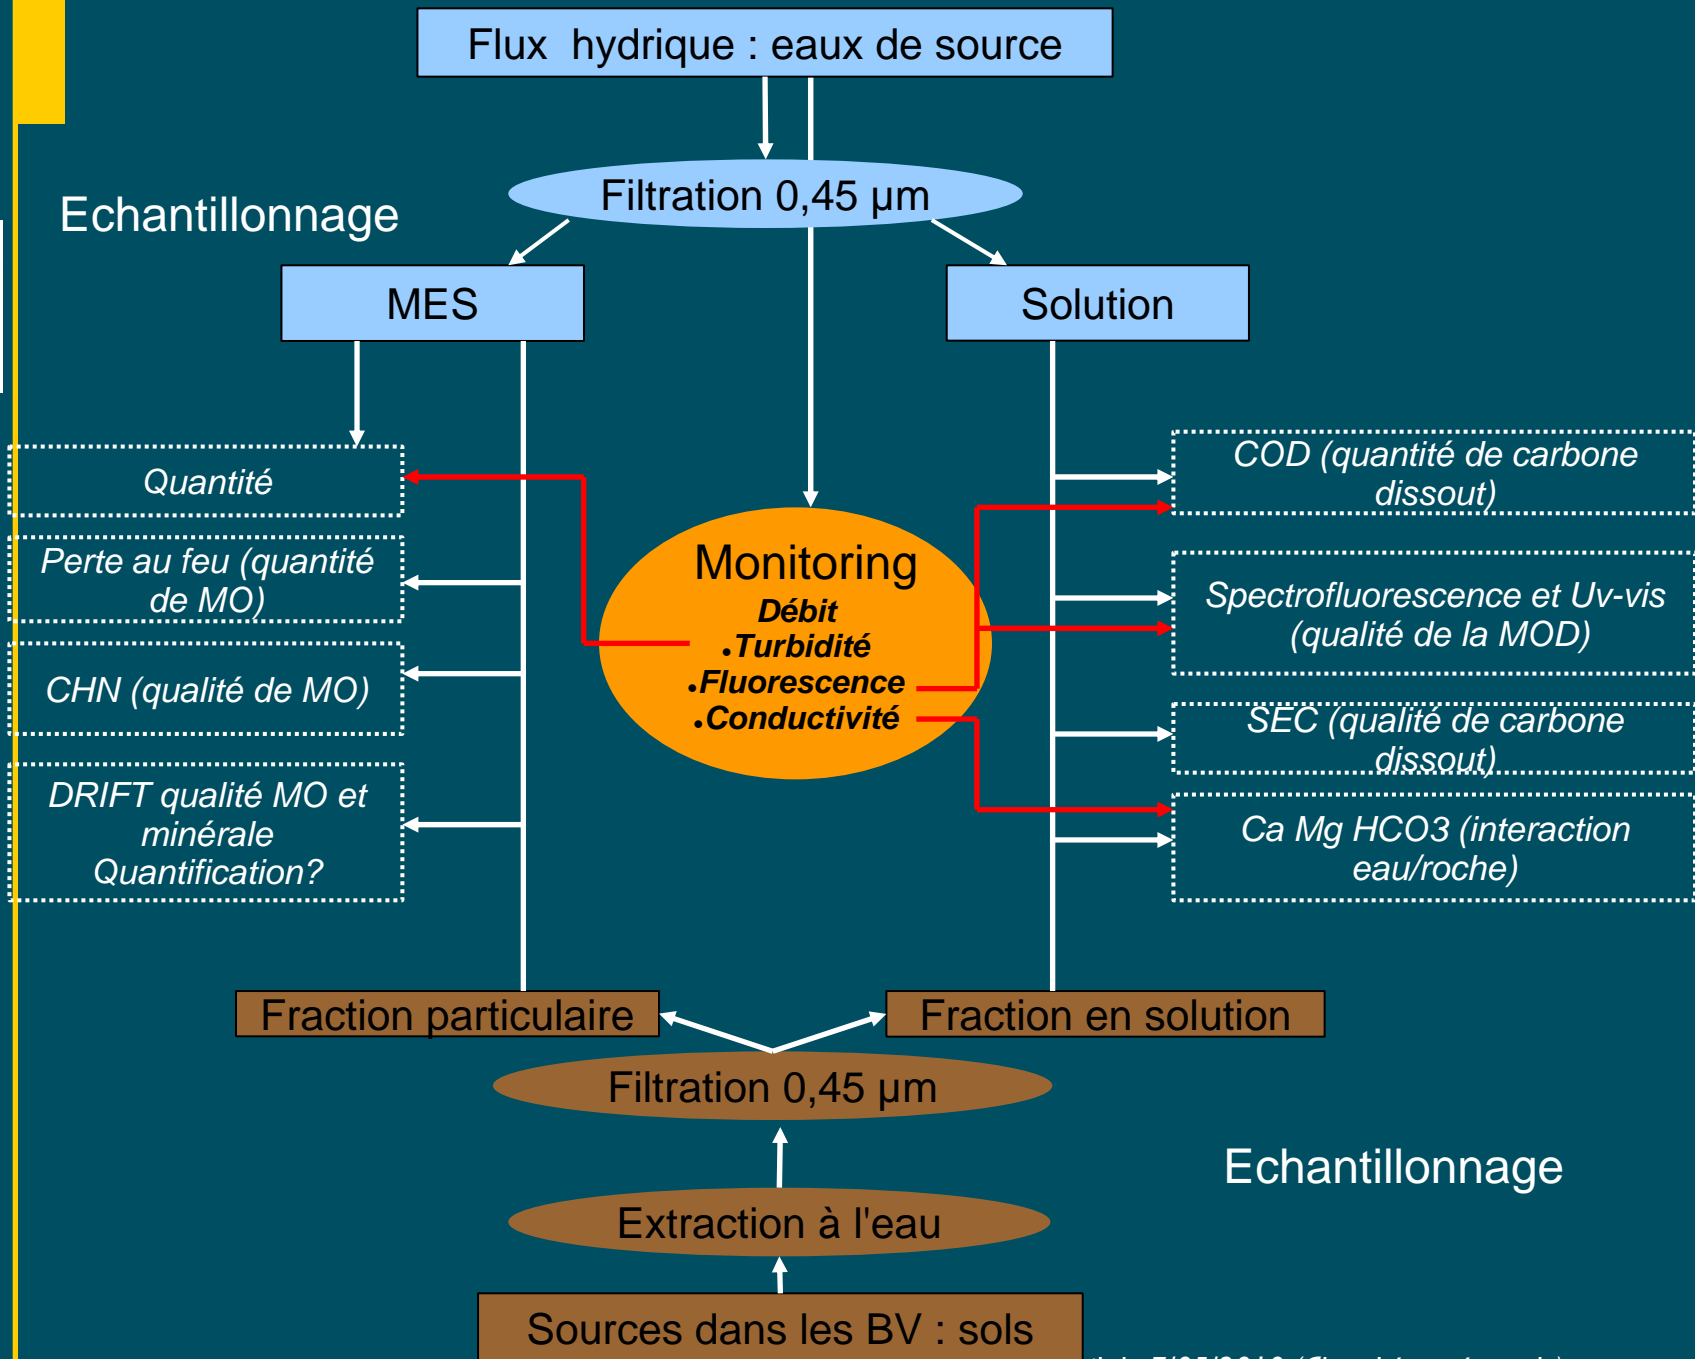 Flux hydrique : eaux de source
Filtration 0,45 µm
Echantillonnage
MES
Solution
Quantité
Perte au feu (quantité
de MO)
CHN (qualité de MO)
DRIFT qualité MO et
minérale
Quantification?
Monitoring
Débit
•Turbidité
•Fluorescence
•Conductivité
COD (quantité de carbone
dissout)
Spectrofluorescence et Uv-vis
(qualité de la MOD)
SEC (qualité de carbone
dissout)
Ca Mg HCO3 (interaction
eau/roche)
Fraction particulaire
Fraction en solution
Filtration 0,45 µm
Echantillonnage
Extraction à l'eau
Sources dans les BV : sols